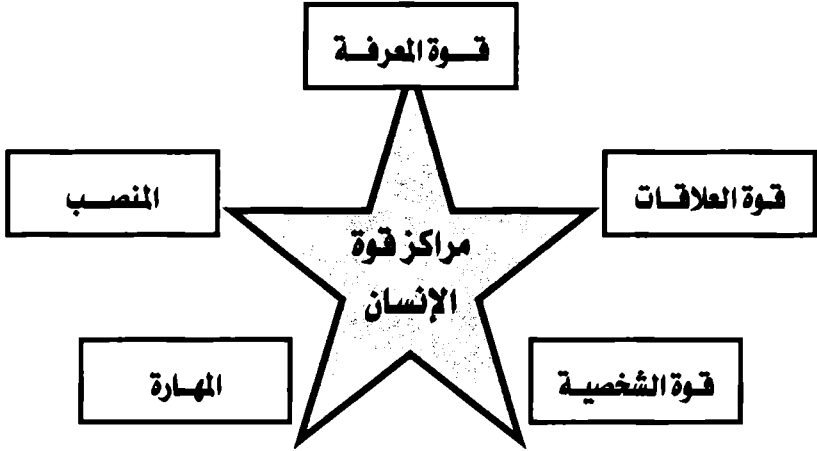 قوة المعرفة
قوة العلاقات
المنصب
مراكز قوة
الإنسان
قوة الشخصية
المهارة